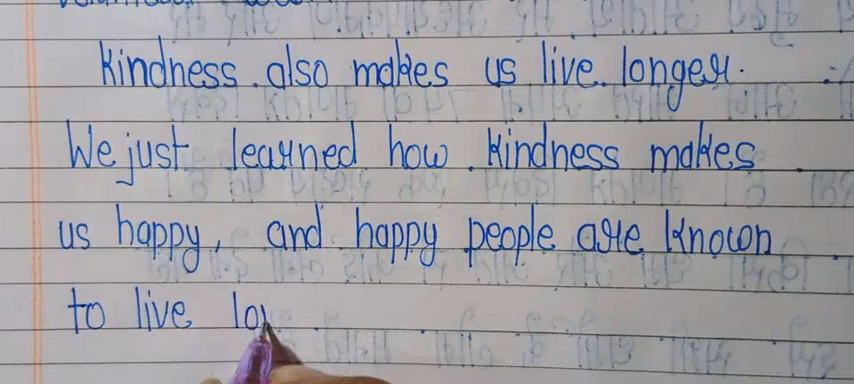 Kindness also makes us live longer.
We just learned how kindness makes
us happy, and happy people are known
to live lo